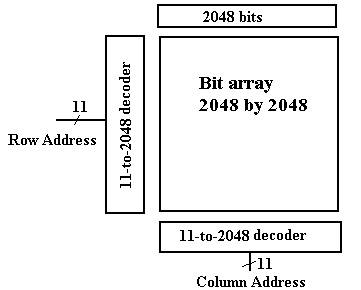 2048 bits
11-to-2048 decoder
Bit array
2048 by 2048
11
Row Address
11-to-2048 decoder
11
Column Address